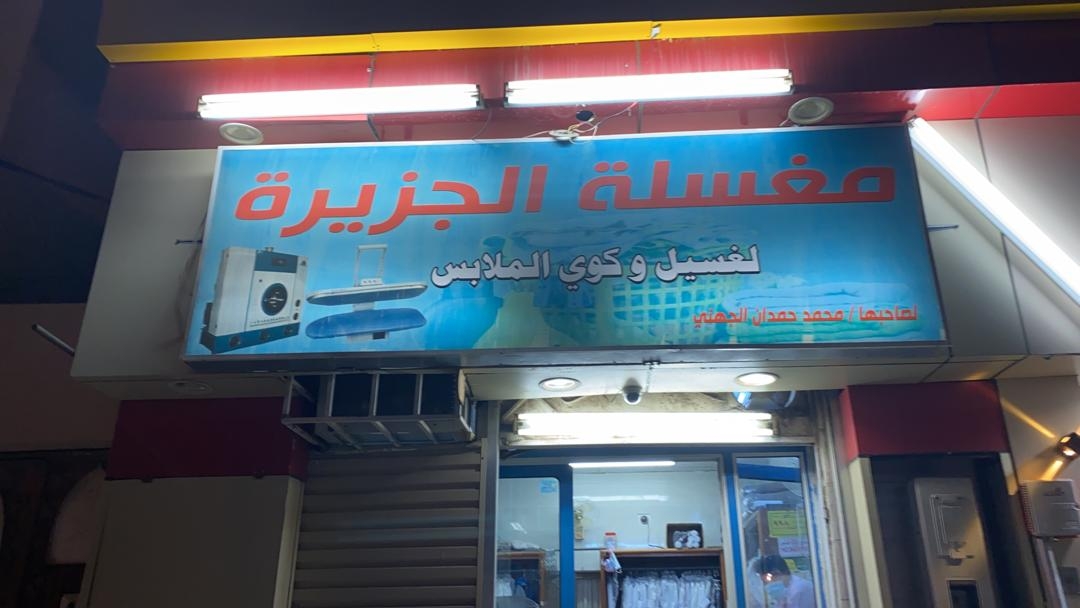 مغسلة الجزيرة
لغسيل وكوي الملابس
لصاحبها / محمد حمدان الجهني